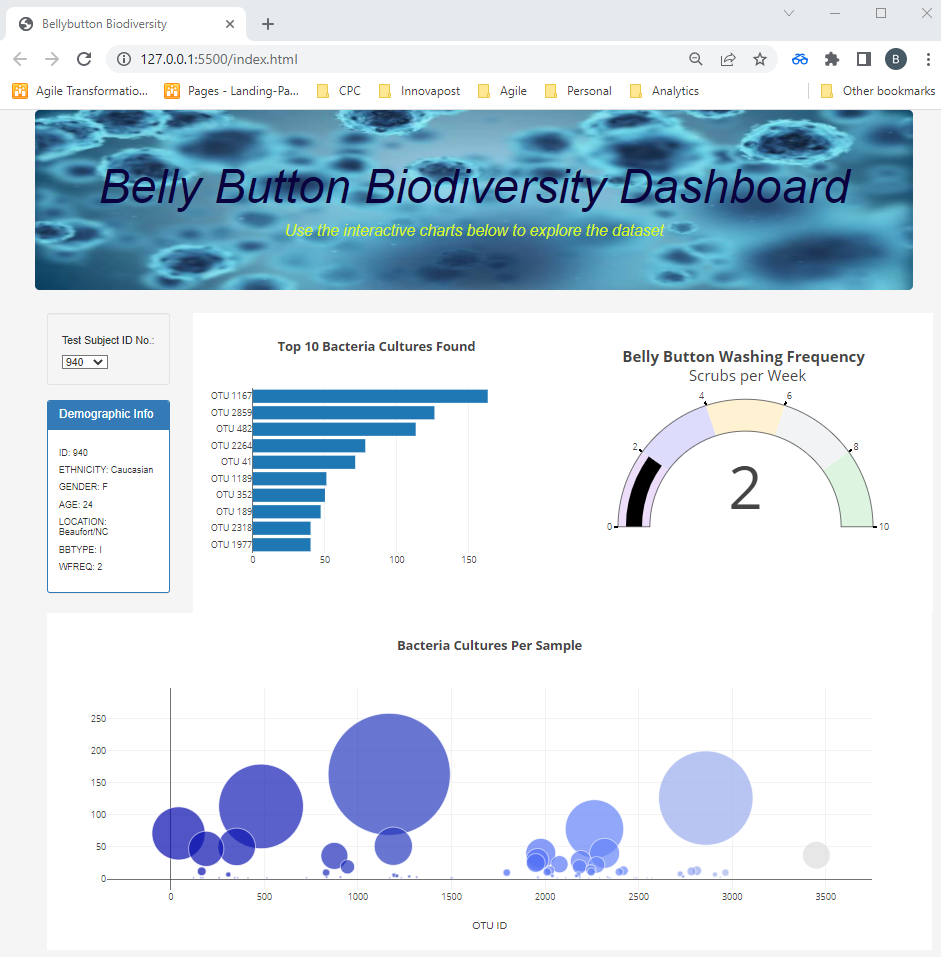 Bellybutton Biodiversity
127.0.0.1:5500/index.html
B
Agile Transformatio...
Pages - Landing-Pa...
CPC
Innovapost
Agile
Personal
Analytics
Other bookmarks
Belly Button Biodiversity Dashboard
Use the interactive charts below to explore the dataset
Test Subject ID No.:
940
Demographic Info
ID: 940
ETHNICITY: Caucasian
GENDER: F
AGE: 24
LOCATION:
Beaufort/NC
BBTYPE: I
WFREQ: 2
Top 10 Bacteria Cultures Found
OTU 1167
OTU 2859
OTU 482
OTU 2264
OTU 41
OTU 1189
OTU 352
OTU 189
OTU 2318
OTU 1977
0 50 100 150
Belly Button Washing Frequency
Scrubs per Week
0
2
4
6
8
10
2
Bacteria Cultures Per Sample
250
200
150
100
50
0
0 500 1000 1500 2000 2500 3000 3500
OTU ID